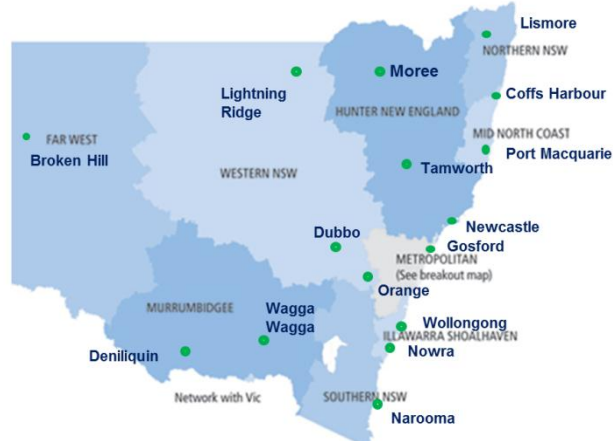 Lismore
NORTHERN NSW
Moree
Lightning
Ridge
Coffs Harbour
HUNTER NEW ENGLAND
MID NORTH COAST
FAR WEST
Broken Hill
Port Macquarie
Tamworth
WESTERN NSW
Newcastle
Dubbo
Gosford
METROPOLITAN
(See breakout map)
Orange
MURRUMBIDGEE
Wagga
Wagga
Wollongong
ILLAWARRA SHOALHAVEN
Nowra
Deniliquin
Network with Vic
SOUTHERN NSW
Narooma